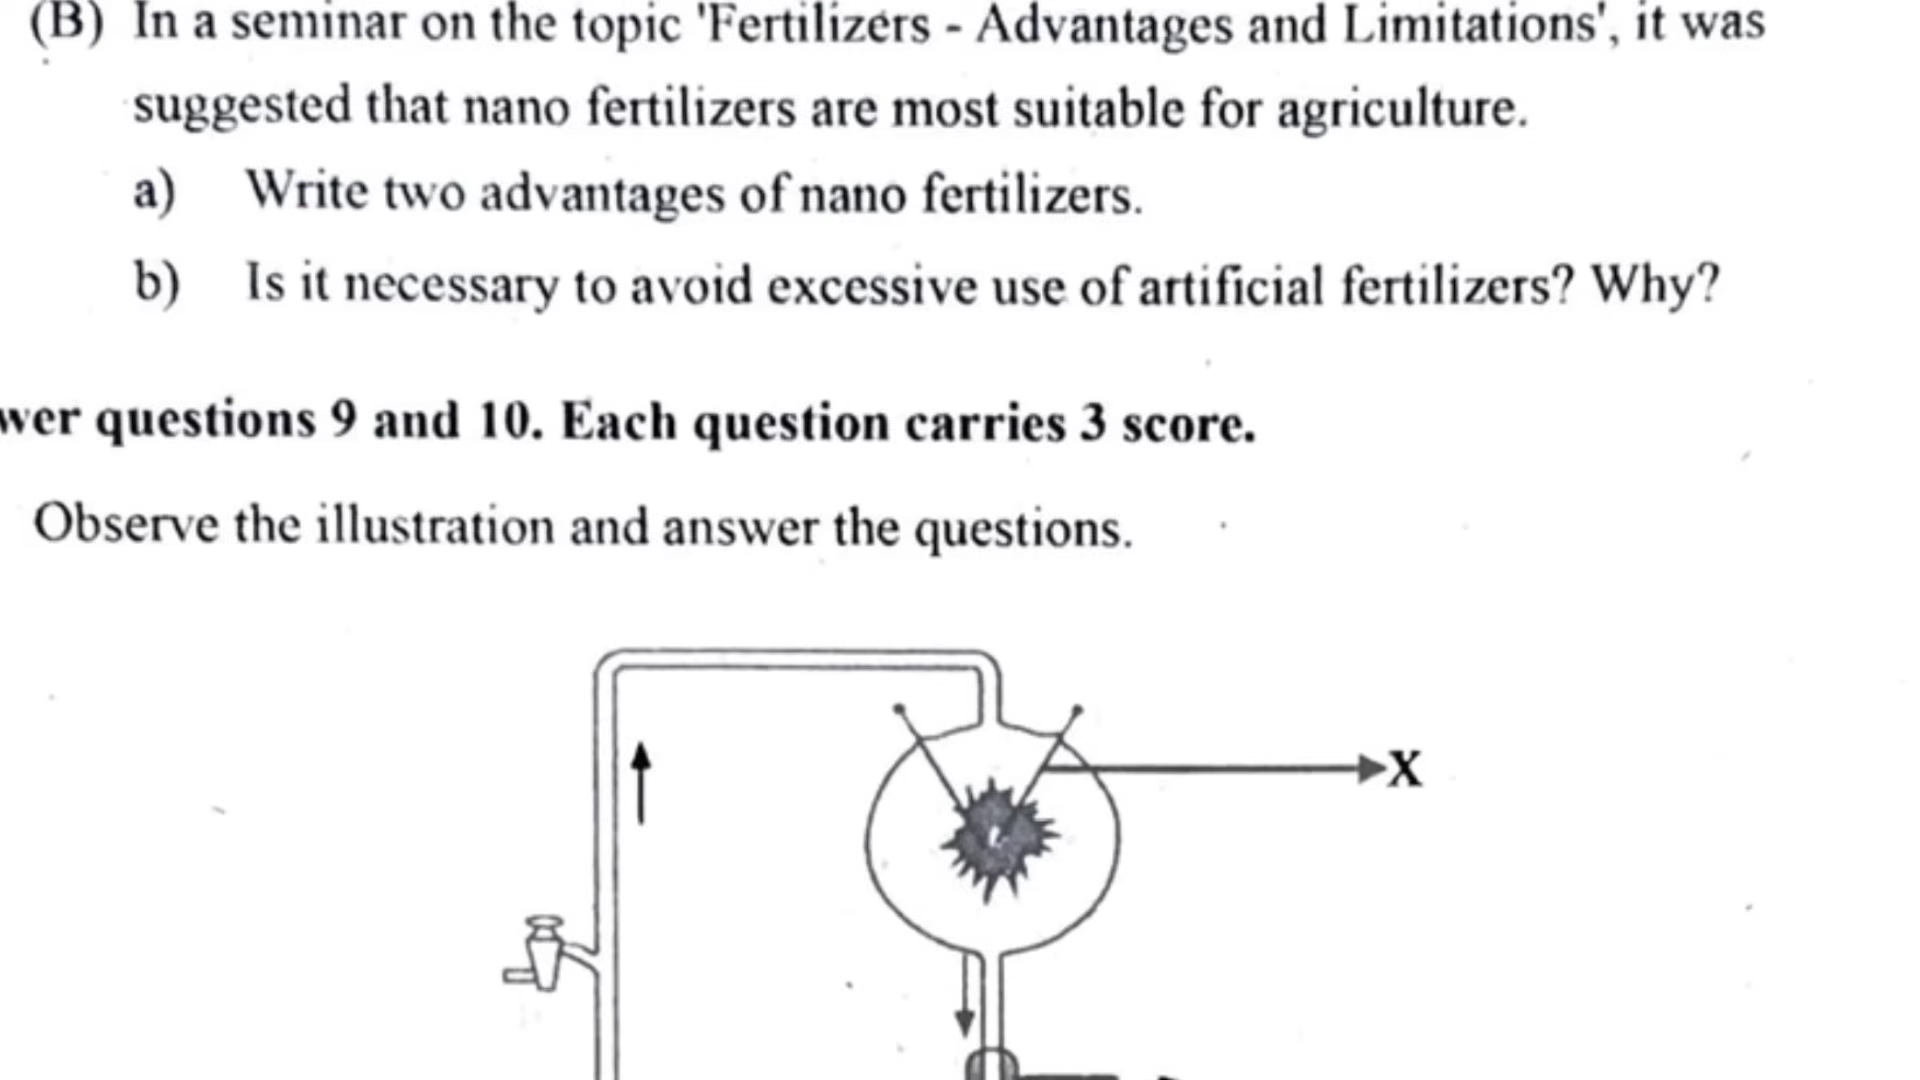 (B) In a seminar on the topic 'Fertilizers - Advantages and Limitations', it was
suggested that nano fertilizers are most suitable for agriculture.
a) Write two advantages of nano fertilizers.
b) Is it necessary to avoid excessive use of artificial fertilizers? Why?
wer questions 9 and 10. Each question carries 3 score.
Observe the illustration and answer the questions.
X